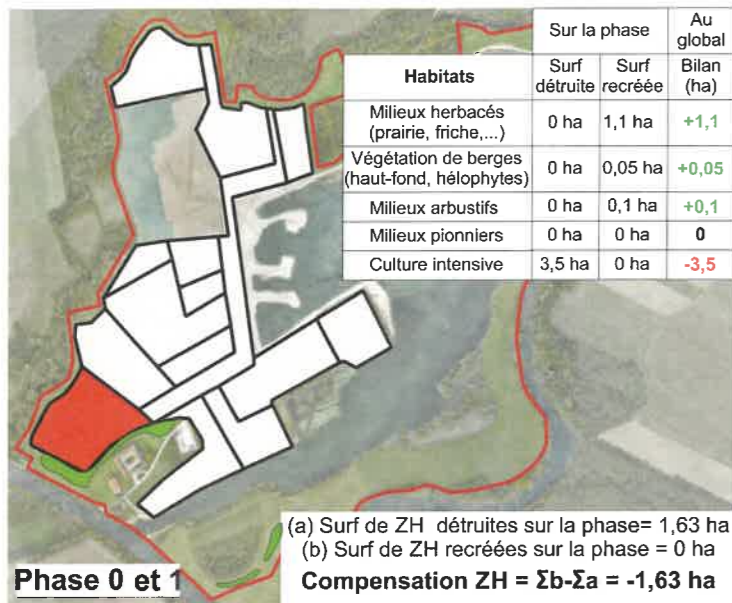 Sur la phase Au global
Habitats Surf détruite Surf recréée Bilan (ha)
Milieux herbacés (prairie, friche,...) 0 ha 1,1 ha +1,1
Végétation de berges (haut-fond, hélophytes) 0 ha 0,05 ha +0,05
Milieux arbustifs 0 ha 0,1 ha +0,1
Milieux pionniers 0 ha 0 ha 0
Culture intensive 3,5 ha 0 ha -3,5
(a) Surf de ZH détruites sur la phase= 1,63 ha
(b) Surf de ZH recréées sur la phase = 0 ha
Phase 0 et 1
Compensation ZH = Σb-Σa = -1,63 ha